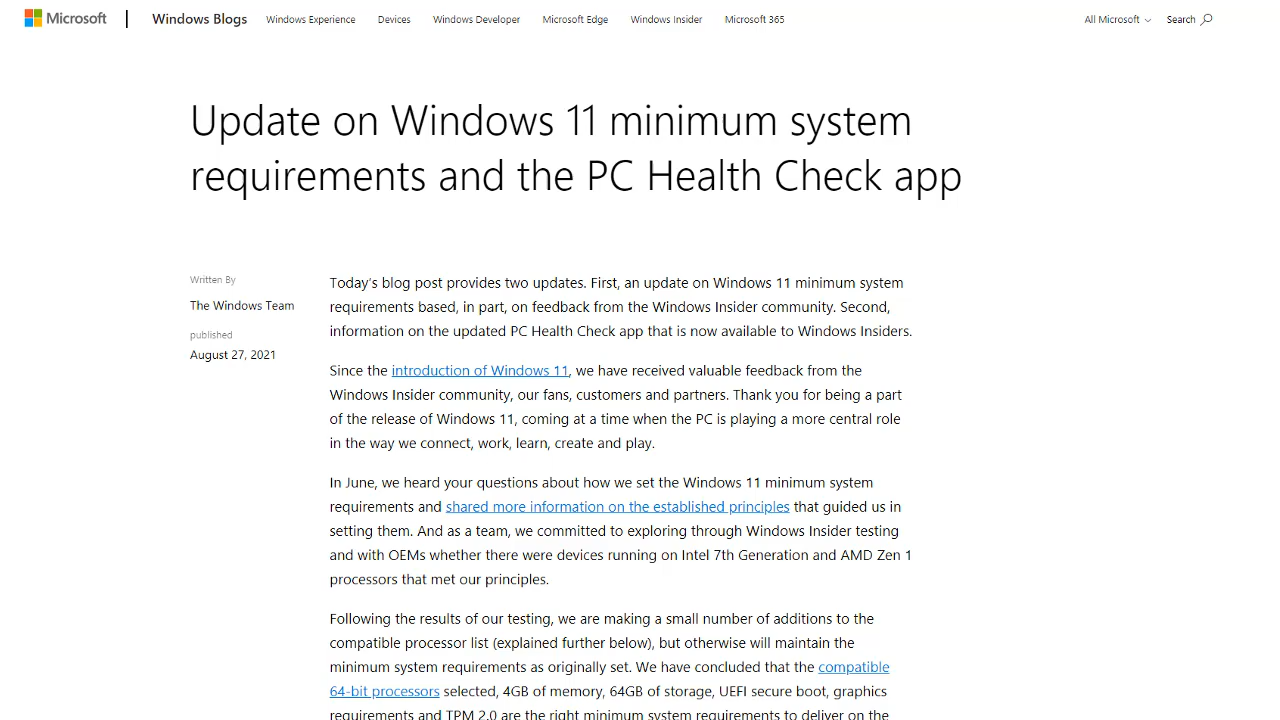 Microsoft | Windows Blogs Windows Experience Devices Windows Developer Microsoft Edge Windows Insider Microsoft 365 All Microsoft Search
Update on Windows 11 minimum system
requirements and the PC Health Check app
Written By
The Windows Team
published
August 27, 2021
Today's blog post provides two updates. First, an update on Windows 11 minimum system
requirements based, in part, on feedback from the Windows Insider community. Second,
information on the updated PC Health Check app that is now available to Windows Insiders.
Since the introduction of Windows 11, we have received valuable feedback from the
Windows Insider community, our fans, customers and partners. Thank you for being a part
of the release of Windows 11, coming at a time when the PC is playing a more central role
in the way we connect, work, learn, create and play.
In June, we heard your questions about how we set the Windows 11 minimum system
requirements and shared more information on the established principles that guided us in
setting them. And as a team, we committed to exploring through Windows Insider testing
and with OEMs whether there were devices running on Intel 7th Generation and AMD Zen 1
processors that met our principles.
Following the results of our testing, we are making a small number of additions to the
compatible processor list (explained further below), but otherwise will maintain the
minimum system requirements as originally set. We have concluded that the compatible
64-bit processors selected, 4GB of memory, 64GB of storage, UEFI secure boot, graphics
requirements and TPM 2.0 are the right minimum system requirements to deliver on the